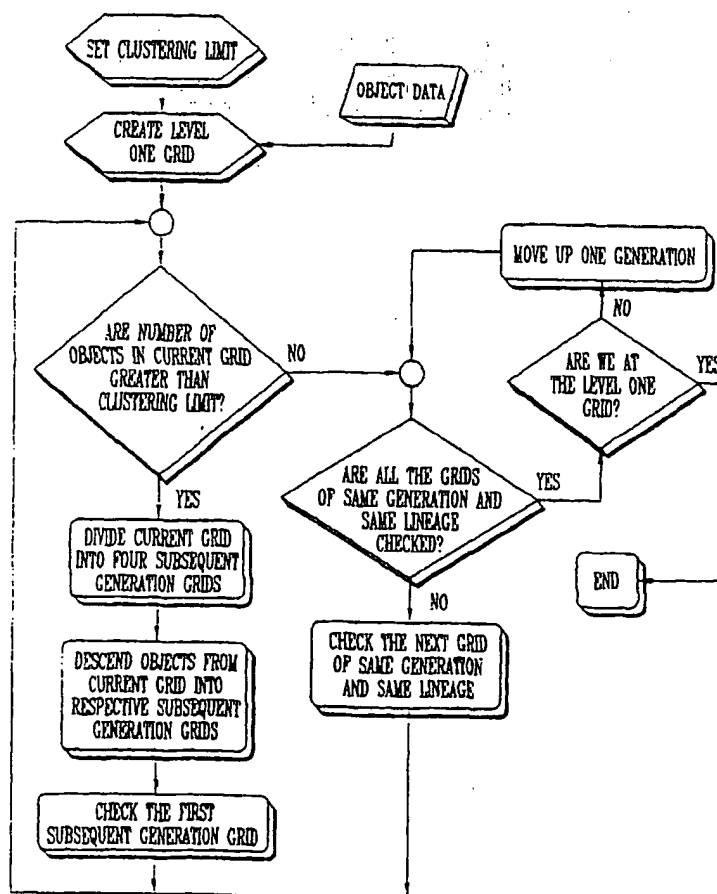 SET CLUSTERING LIMIT
OBJECT DATA
CREATE LEVEL
ONE GRID
MOVE UP ONE GENERATION
NO
ARE NUMBER OF
OBJECTS IN CURRENT GRID
GREATER THAN
CLUSTERING LIMIT?
NO
ARE WE AT
THE LEVEL ONE
GRID?
YES
ARE ALL THE GRIDS
OF SAME GENERATION AND
SAME LINEAGE
CHECKED?
YES
YES
DIVIDE CURRENT GRID
INTO FOUR SUBSEQUENT
GENERATION GRIDS
END
NO
CHECK THE NEXT GRID
OF SAME GENERATION
AND SAME LINEAGE
DESCEND OBJECTS FROM
CURRENT GRID INTO
RESPECTIVE SUBSEQUENT
GENERATION GRIDS
CHECK THE FIRST
SUBSEQUENT GENERATION GRID